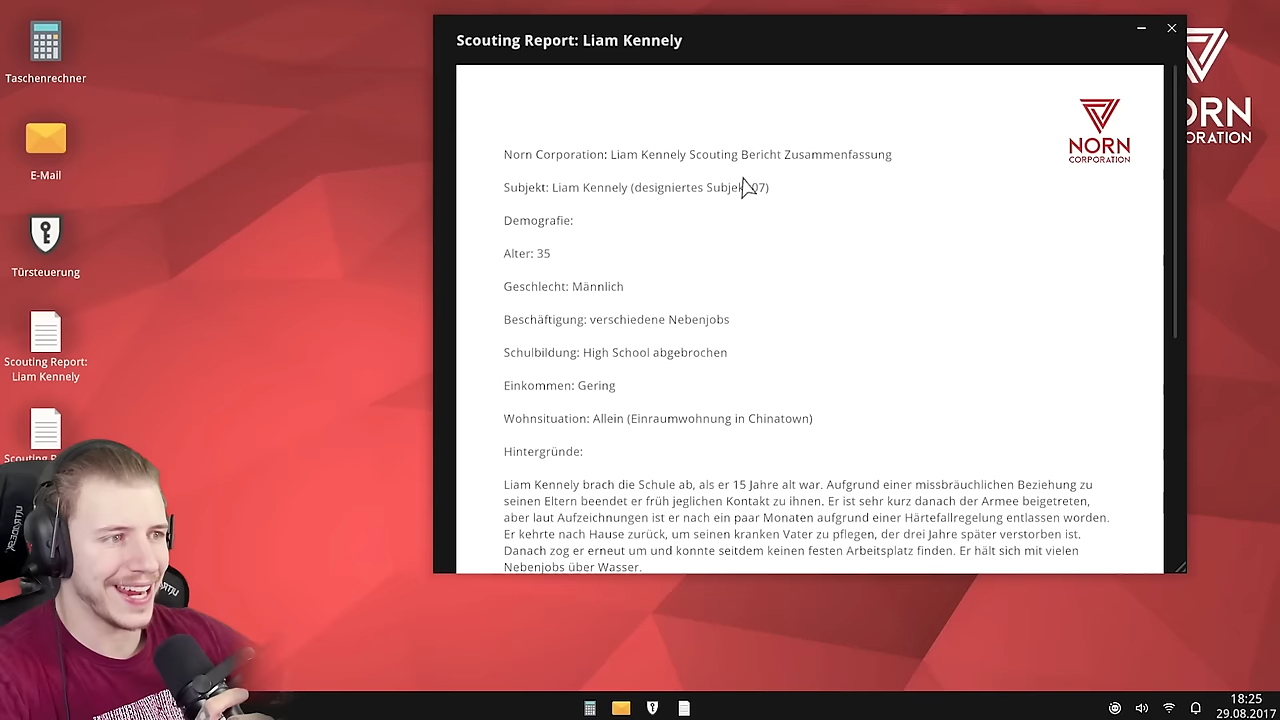 Taschenrechner
E-Mail
Türsteuerung
Scouting Report:
Liam Kennely
Scouting
Scouting Report: Liam Kennely
NORN
CORPORATION
Norn Corporation: Liam Kennely Scouting Bericht Zusammenfassung
Subjekt: Liam Kennely (designiertes Subjek 07)
Demografie:
Alter: 35
Geschlecht: Männlich
Beschäftigung: verschiedene Nebenjobs
Schulbildung: High School abgebrochen
Einkommen: Gering
Wohnsituation: Allein (Einraumwohnung in Chinatown)
Hintergründe:
Liam Kennely brach die Schule ab, als er 15 Jahre alt war. Aufgrund einer missbräuchlichen Beziehung zu
seinen Eltern beendet er früh jeglichen Kontakt zu ihnen. Er ist sehr kurz danach der Armee beigetreten,
aber laut Aufzeichnungen ist er nach ein paar Monaten aufgrund einer Härtefallregelung entlassen worden.
Er kehrte nach Hause zurück, um seinen kranken Vater zu pflegen, der drei Jahre später verstorben ist.
Danach zog er erneut um und konnte seitdem keinen festen Arbeitsplatz finden. Er hält sich mit vielen
Nebenjobs über Wasser.
ORN
ORATION
18:25
29.08.2017